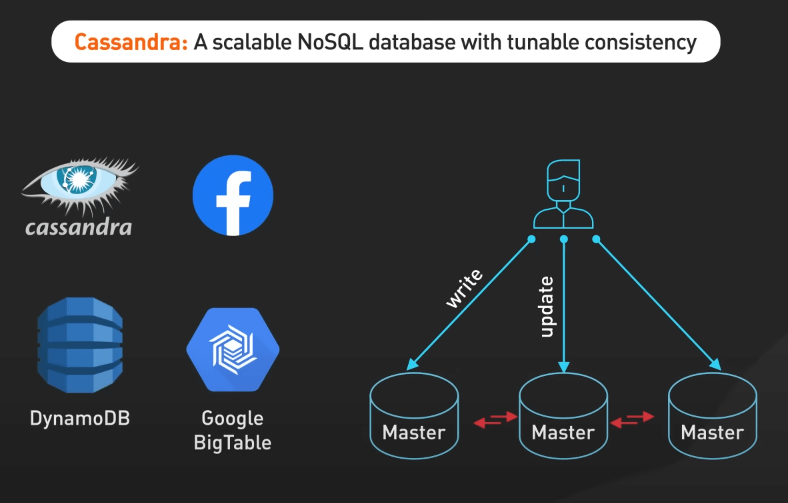 Cassandra: A scalable NoSQL database with tunable consistency
cassandra
DynamoDB
Google
BigTable
write
update
Master
Master
Master